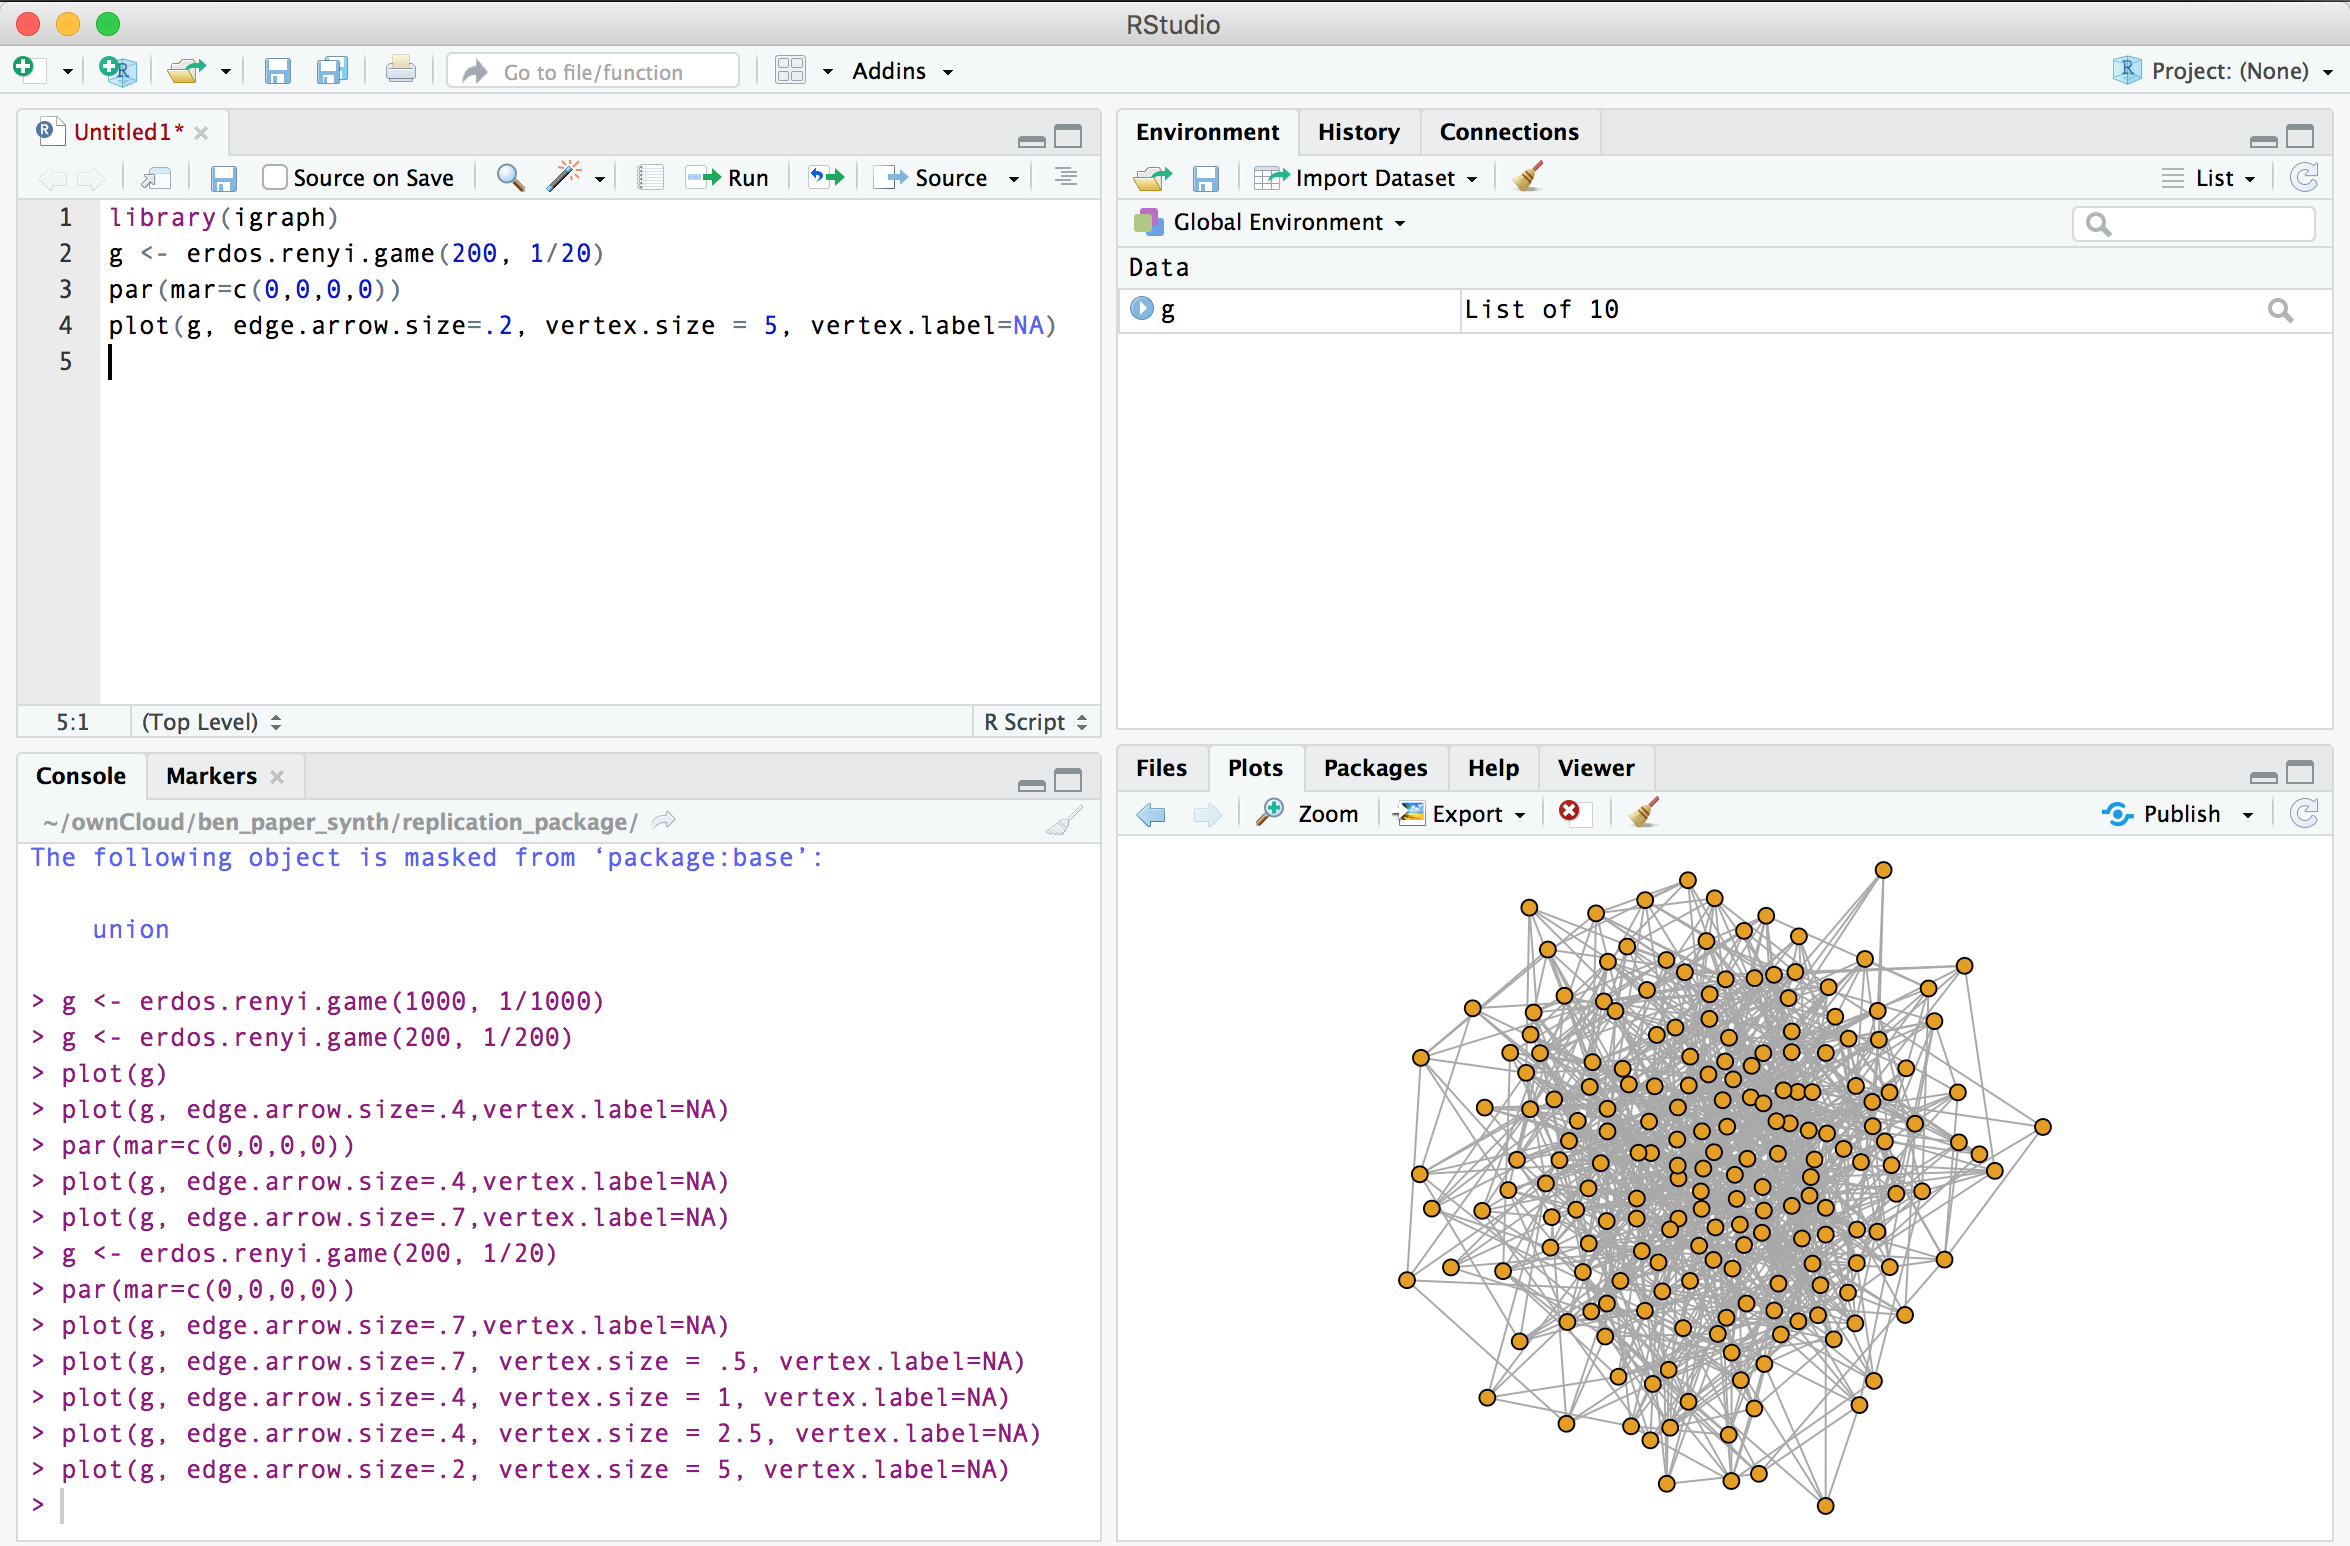 RStudio
Go to file/function
Addins
Project: (None)
Untitled1*
Source on Save
Run
Source
1 library(igraph)
2 g <- erdos.renyi.game(200, 1/20)
3 par(mar=c(0,0,0,0))
4 plot(g, edge.arrow.size=.2, vertex.size = 5, vertex.label=NA)
5
5:1 (Top Level) R Script
Environment History Connections
Import Dataset
List
Global Environment
Data
g List of 10
Console Markers
~/ownCloud/ben_paper_synth/replication_package/
The following object is masked from ‘package:base’:
union
> g <- erdos.renyi.game(1000, 1/1000)
> g <- erdos.renyi.game(200, 1/200)
> plot(g)
> plot(g, edge.arrow.size=.4,vertex.label=NA)
> par(mar=c(0,0,0,0))
> plot(g, edge.arrow.size=.4,vertex.label=NA)
> plot(g, edge.arrow.size=.7,vertex.label=NA)
> g <- erdos.renyi.game(200, 1/20)
> par(mar=c(0,0,0,0))
> plot(g, edge.arrow.size=.7,vertex.label=NA)
> plot(g, edge.arrow.size=.7, vertex.size = .5, vertex.label=NA)
> plot(g, edge.arrow.size=.4, vertex.size = 1, vertex.label=NA)
> plot(g, edge.arrow.size=.4, vertex.size = 2.5, vertex.label=NA)
> plot(g, edge.arrow.size=.2, vertex.size = 5, vertex.label=NA)
>
Files Plots Packages Help Viewer
Zoom Export Publish